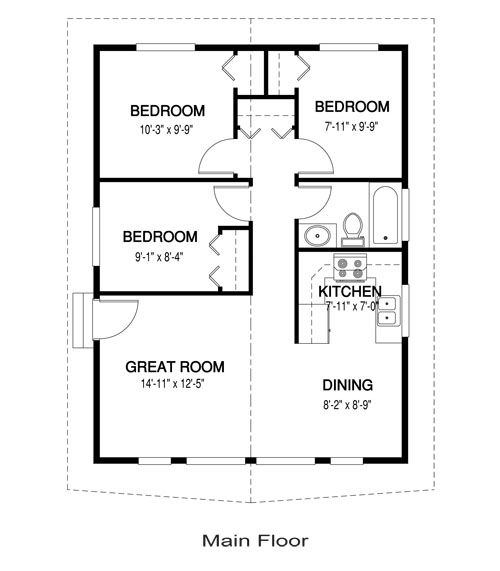 BEDROOM
10'-3" x 9'-9"
BEDROOM
7'-11" x 9'-9"
BEDROOM
9'-1" x 8'-4"
KITCHEN
7'-11" x 7'-0"
GREAT ROOM
14'-11" x 12'-5"
DINING
8'-2" x 8'-9"
Main Floor